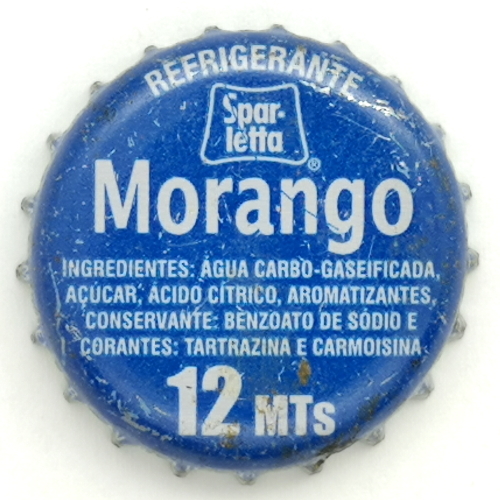 REFRIGERANTE
Spar-
letta®
Morango
INGREDIENTES: ÁGUA CARBO-GASEIFICADA,
AÇÚCAR, ÁCIDO CÍTRICO, AROMATIZANTES,
CONSERVANTE: BENZOATO DE SÓDIO E
CORANTES: TARTRAZINA E CARMOISINA
12 MTs